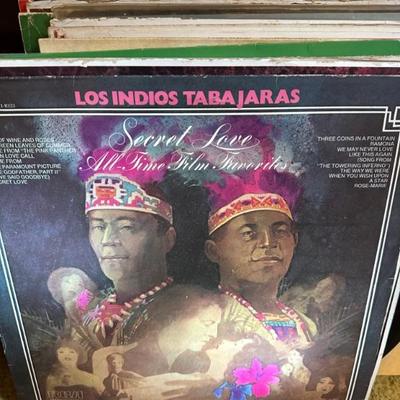 LOS INDIOS TABAJARAS
Secret Love
All-Time Film Favorites
OF WINE AND ROSES
GREEN LEAVES OF SUMMER
FROM "THE PINK PANTHER"
N LOVE CALL
ME FROM
PARAMOUNT PICTURE
GODFATHER, PART II"
NE SAID GOODBYE)
CRET LOVE
THREE COINS IN A FOUNTAIN
RAMONA
WE MAY NEVER LOVE
LIKE THIS AGAIN
(SONG FROM
"THE TOWERING INFERNO")
THE WAY WE WERE
WHEN YOU WISH UPON
A STAR
ROSE-MARIE
RCA